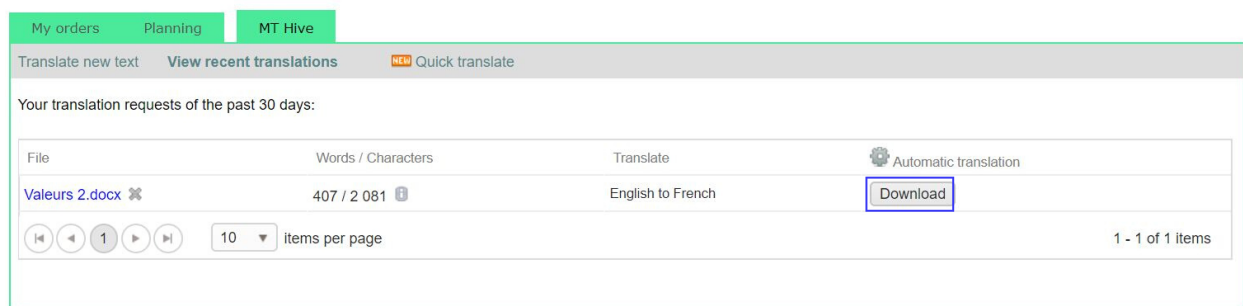 My orders Planning MT Hive
Translate new text View recent translations NEW Quick translate
Your translation requests of the past 30 days:
File Words / Characters Translate Automatic translation
Valeurs 2.docx 407 / 2 081 English to French Download
1 10 items per page 1 - 1 of 1 items